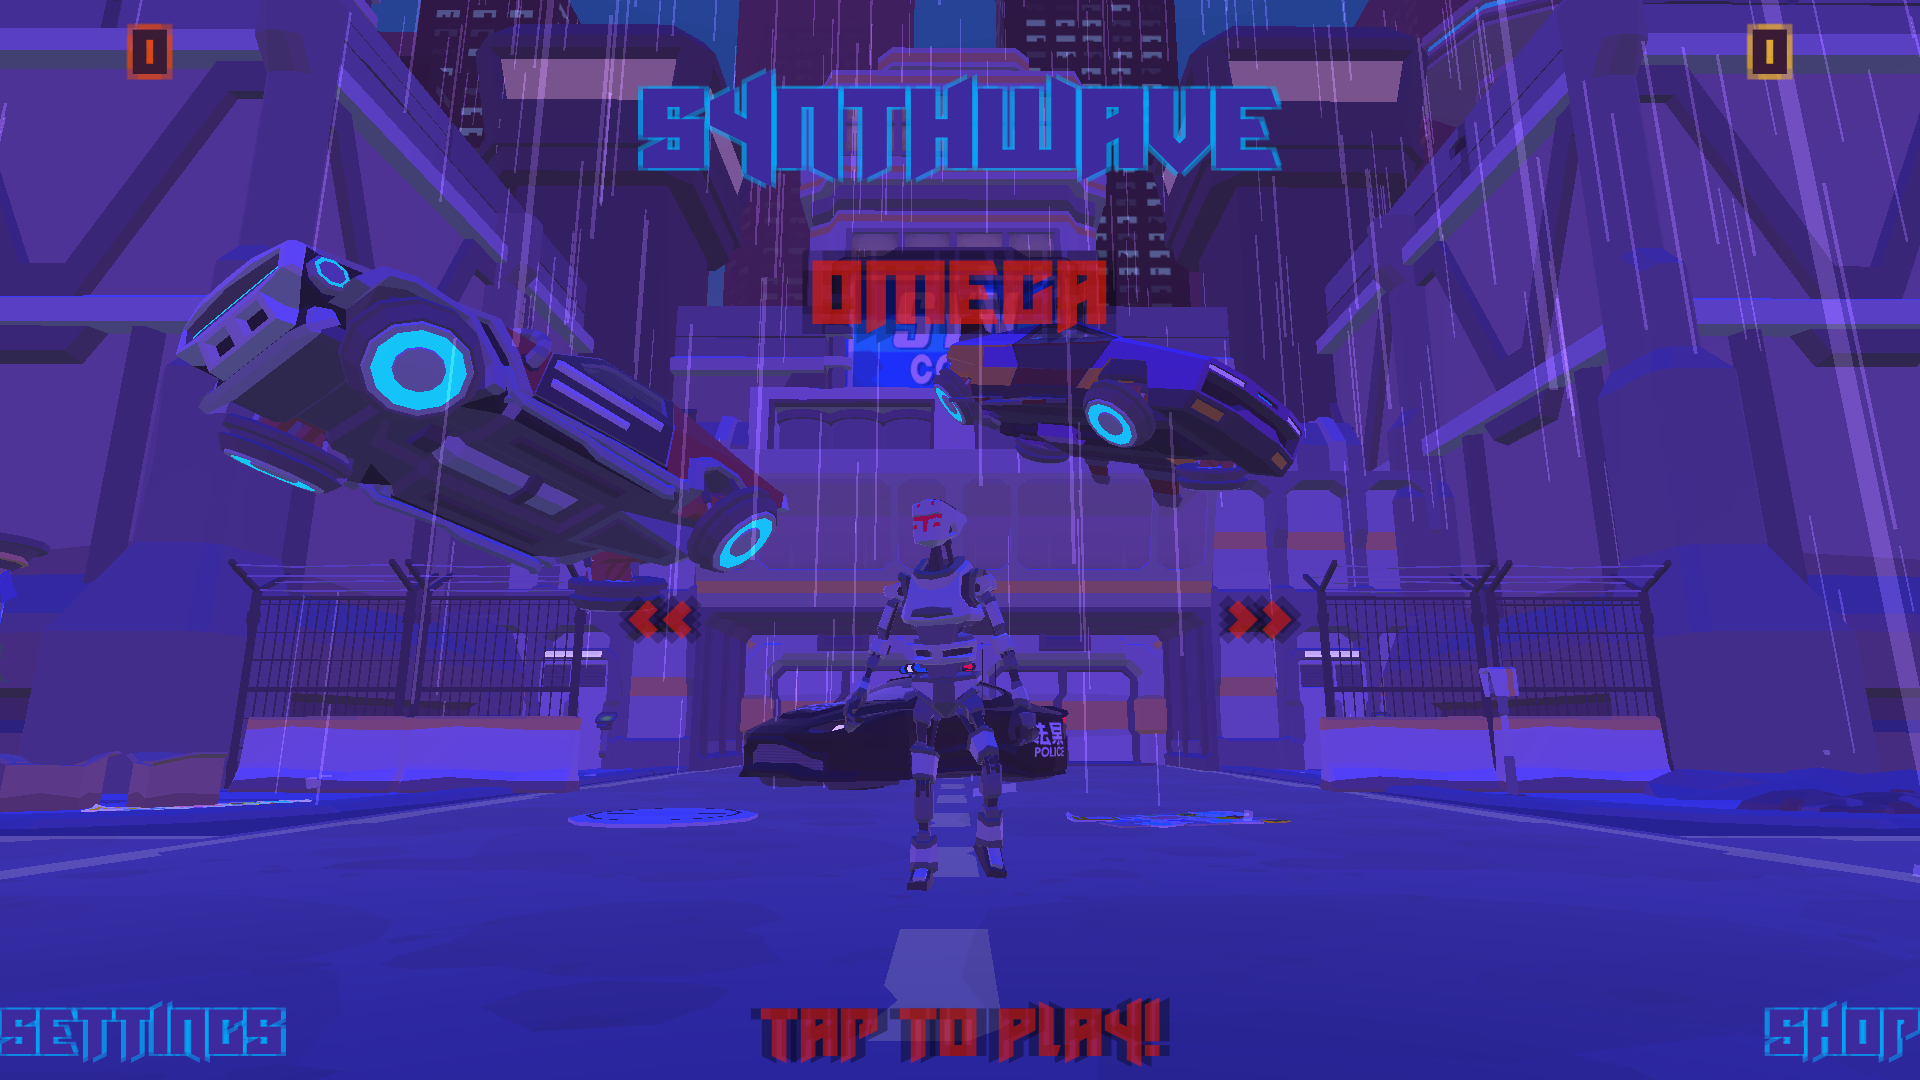 0
0
SYNTHWAVE
OMEGA
<<
>>
POLICE
SETTINGS
TAP TO PLAY!!
SHOP